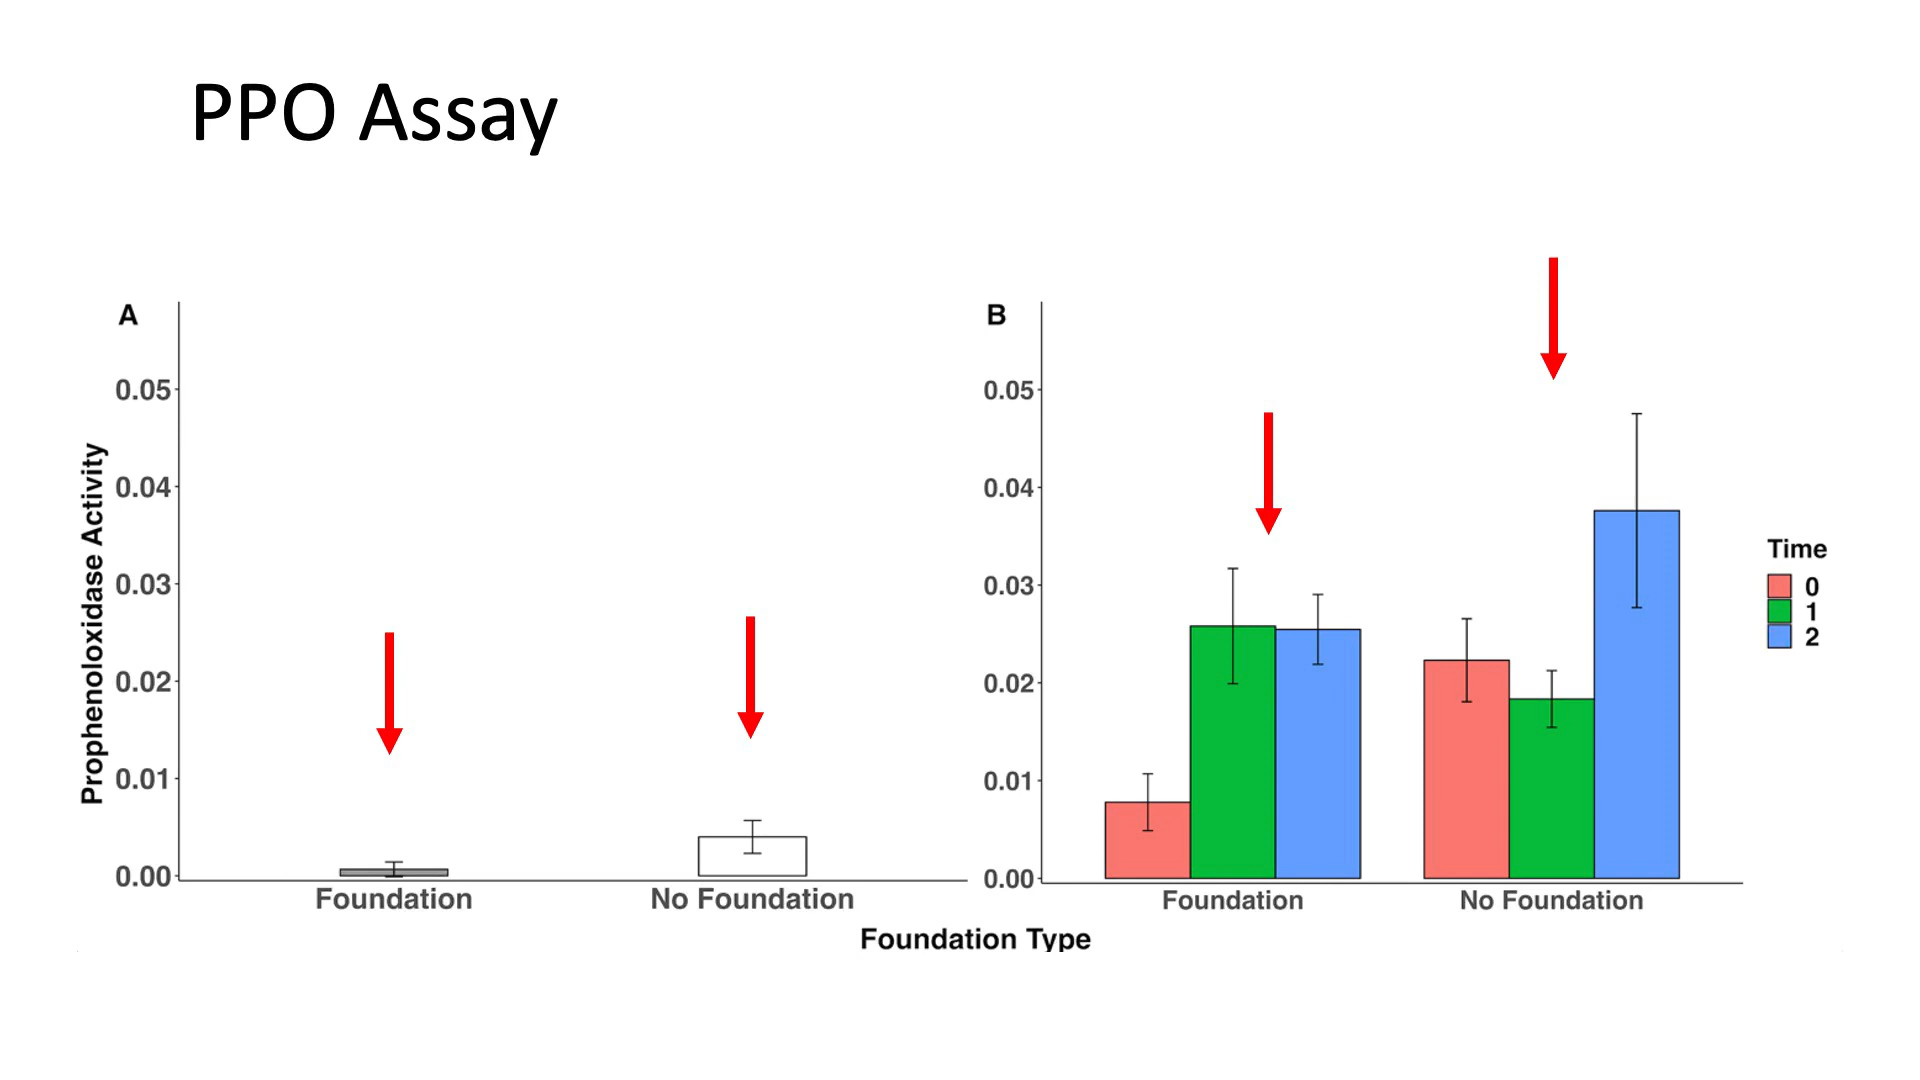 PPO Assay
A
B
Prophenoloxidase Activity
0.05
0.04
0.03
0.02
0.01
0.00
Foundation
No Foundation
0.05
0.04
0.03
0.02
0.01
0.00
Foundation
No Foundation
Time
0
1
2
Foundation Type